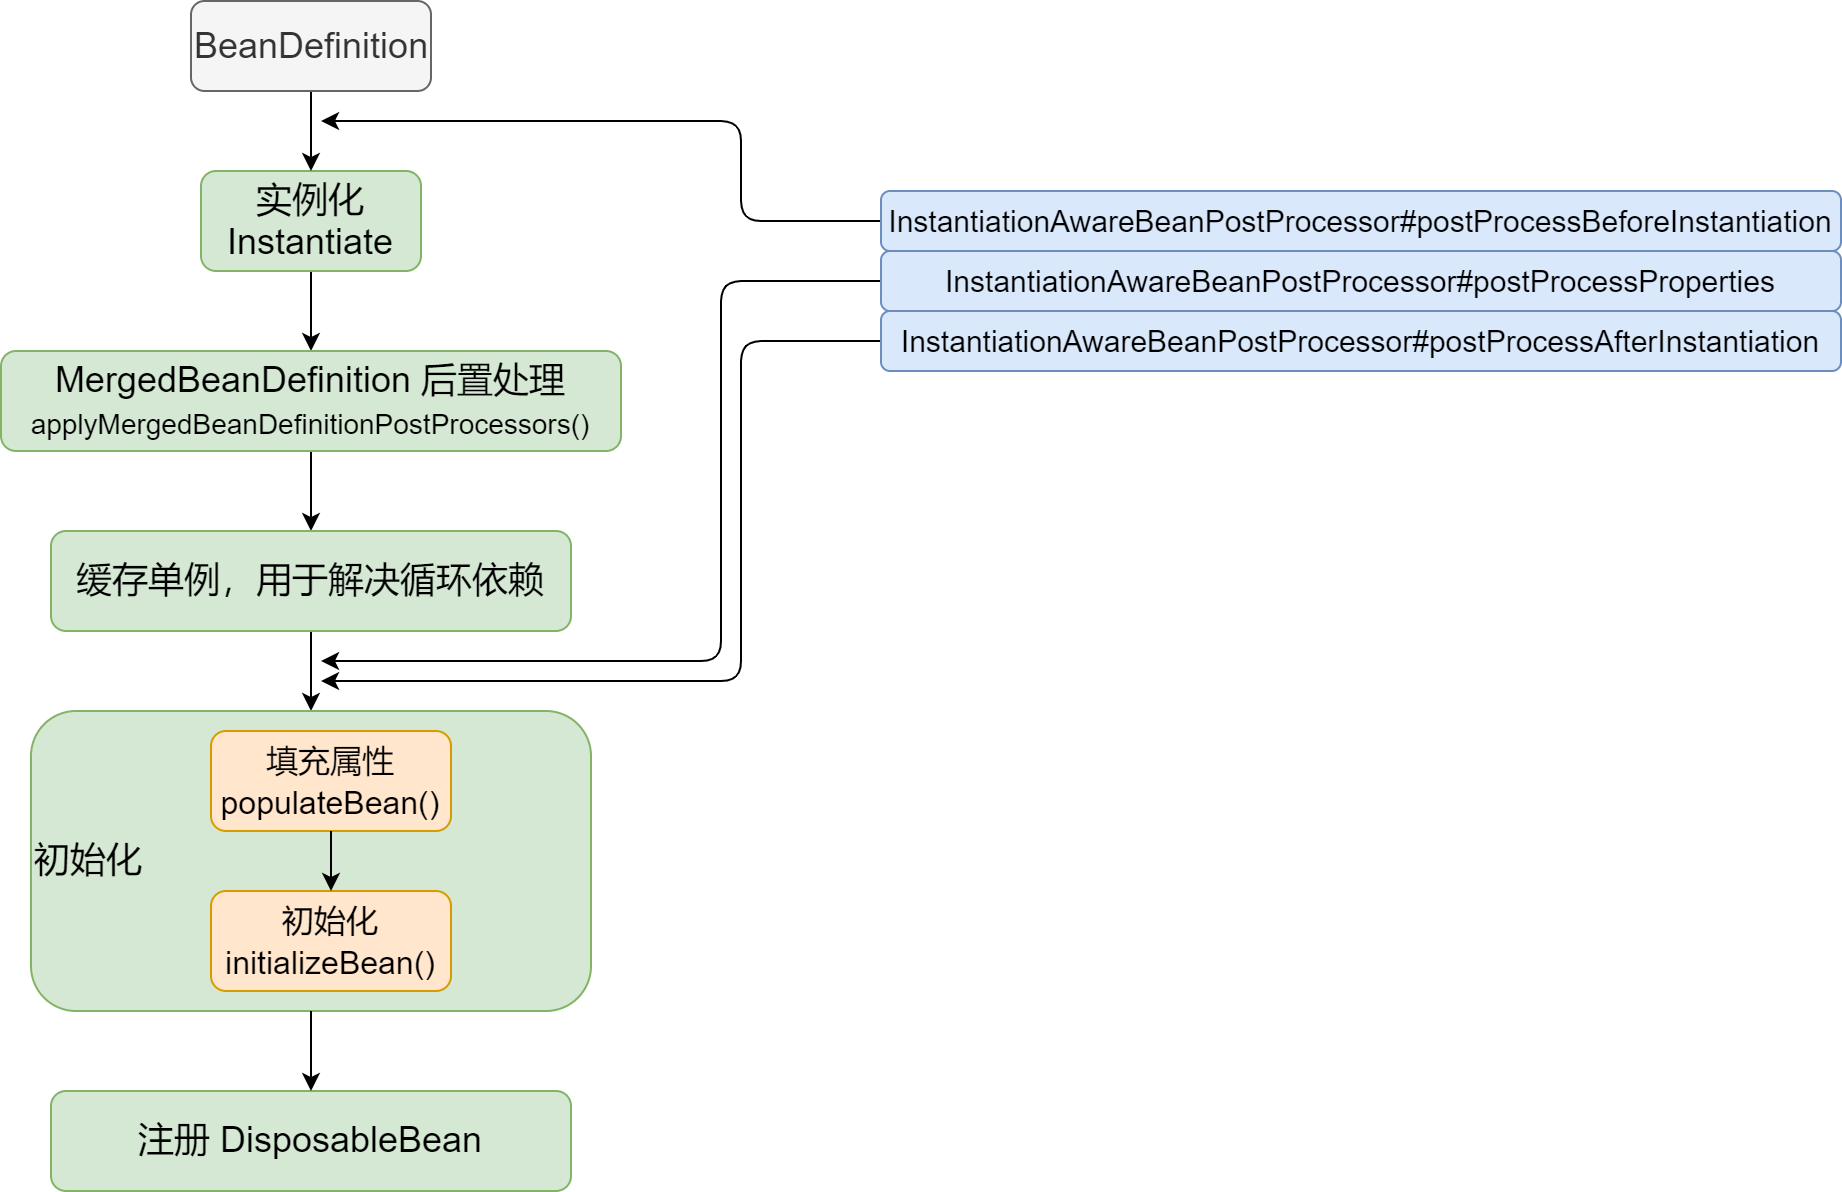 BeanDefinition
实例化
Instantiate
MergedBeanDefinition 后置处理
applyMergedBeanDefinitionPostProcessors()
缓存单例，用于解决循环依赖
初始化
填充属性
populateBean()
初始化
initializeBean()
注册 DisposableBean
InstantiationAwareBeanPostProcessor#postProcessBeforeInstantiation
InstantiationAwareBeanPostProcessor#postProcessProperties
InstantiationAwareBeanPostProcessor#postProcessAfterInstantiation